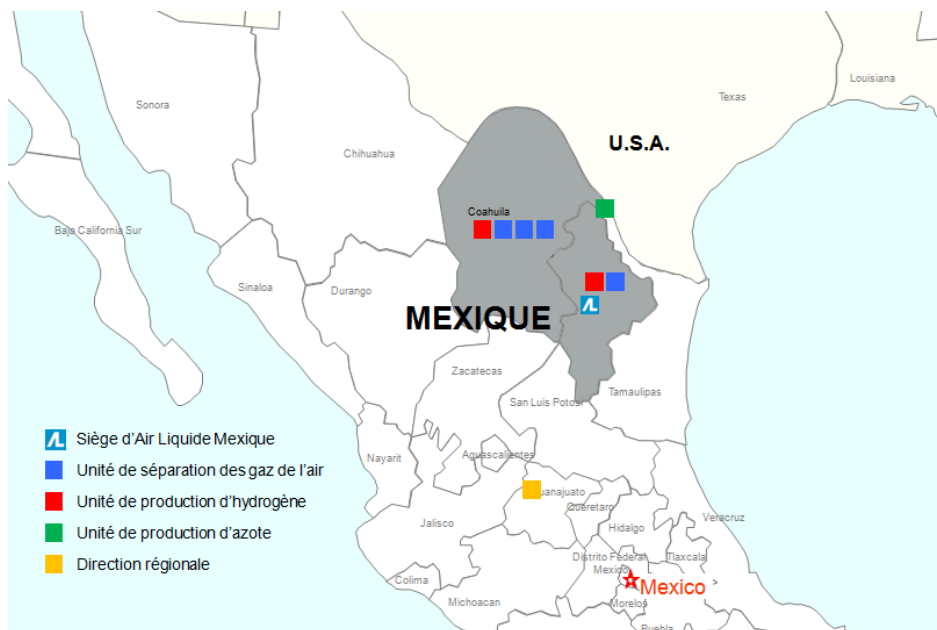 Louisiana
Texas
Sonora
U.S.A.
Chihuahua
Coahuila
Baja California Sur
Sinaloa
Durango
MEXIQUE
Zacatecas
Tamaulipas
San Luis Potosi
Siège d'Air Liquide Mexique
Nayarit
Aguascalientes
Unité de séparation des gaz de l'air
Unité de production d'hydrogène
uanajuato
Queretaro
Veracruz
Jalisco
Hidalgo
Unité de production d'azote
Distrito Federal
Tlaxcala
Mexico
Direction régionale
Colima
Mexico
Michoacan
Morelos
Puebla